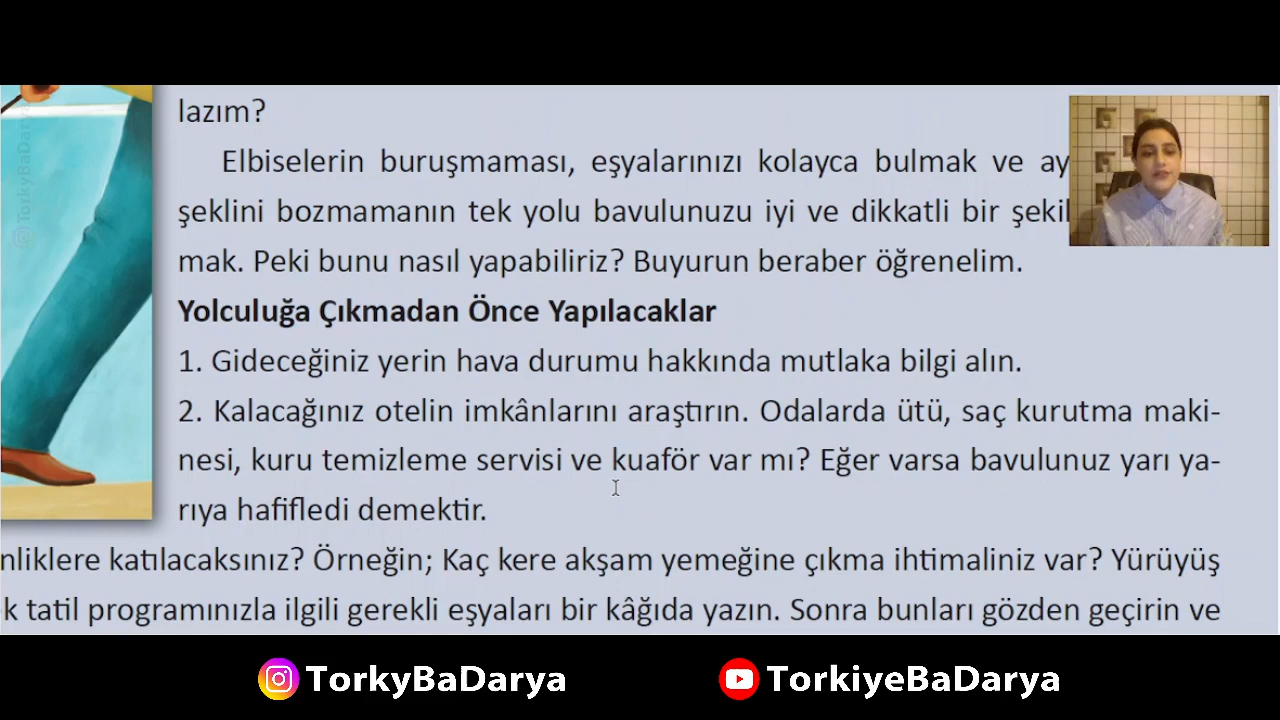 lazım?
Elbiselerin buruşmaması, eşyalarınızı kolayca bulmak ve
şeklini bozmamanın tek yolu bavulunuzu iyi ve dikkatli bir
mak. Peki bunu nasıl yapabiliriz? Buyurun beraber öğrenelim.
Yolculuğa Çıkmadan Önce Yapılacaklar
1. Gideceğiniz yerin hava durumu hakkında mutlaka bilgi alın.
2. Kalacağınız otelin imkânlarını araştırın. Odalarda ütü, saç kurutma maki-
nesi, kuru temizleme servisi ve kuaför var mı? Eğer varsa bavulunuz yarı ya-
rıya hafifledi demektir.
nliklere katılacaksınız? Örneğin; Kaç kere akşam yemeğine çıkma ihtimaliniz var? Yürüyüş
k tatil programınızla ilgili gerekli eşyaları bir kâğıda yazın. Sonra bunları gözden geçirin ve
@TorkyBaDarya
TorkyBaDarya
TorkiyeBaDarya